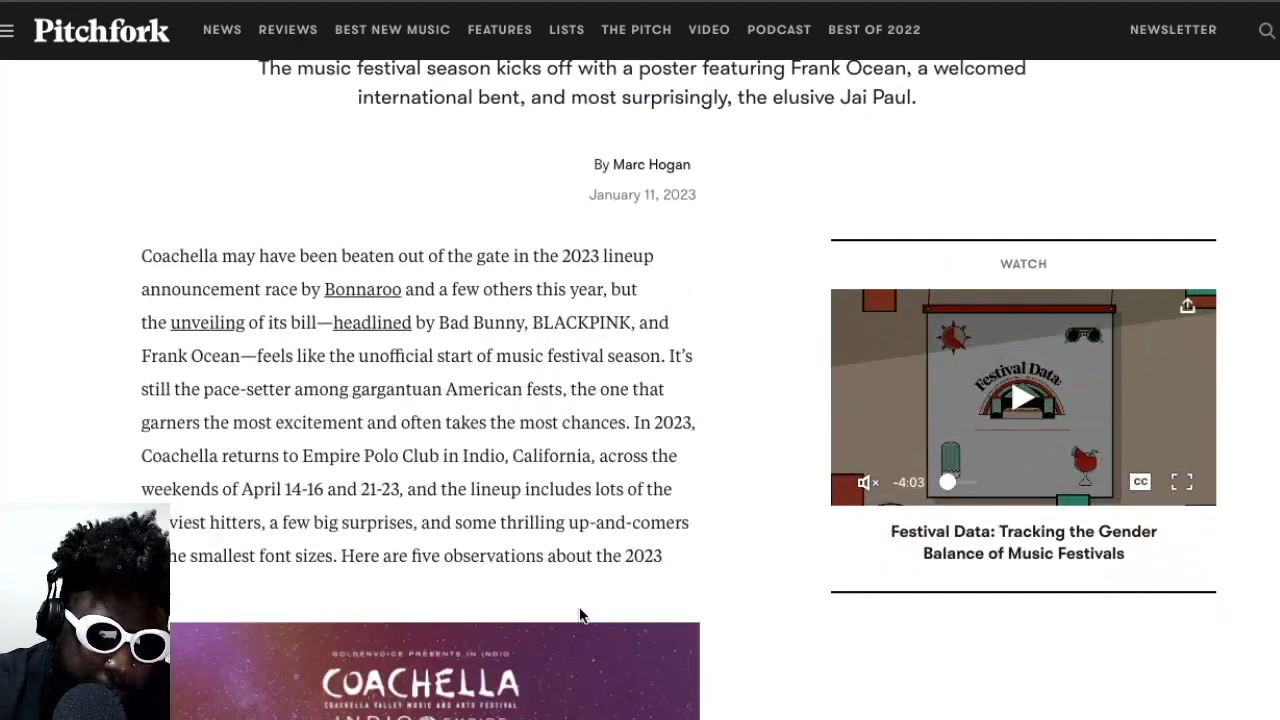 Pitchfork NEWS REVIEWS BEST NEW MUSIC FEATURES LISTS THE PITCH VIDEO PODCAST BEST OF 2022 NEWSLETTER
The music festival season kicks off with a poster featuring Frank Ocean, a welcomed
international bent, and most surprisingly, the elusive Jai Paul.
By Marc Hogan
January 11, 2023
Coachella may have been beaten out of the gate in the 2023 lineup
announcement race by Bonnaroo and a few others this year, but
the unveiling of its bill—headlined by Bad Bunny, BLACKPINK, and
Frank Ocean—feels like the unofficial start of music festival season. It's
still the pace-setter among gargantuan American fests, the one that
garners the most excitement and often takes the most chances. In 2023,
Coachella returns to Empire Polo Club in Indio, California, across the
weekends of April 14-16 and 21-23, and the lineup includes lots of the
viest hitters, a few big surprises, and some thrilling up-and-comers
he smallest font sizes. Here are five observations about the 2023
GOLDENVOICE PRESENTS IN INDIO
COACHELLA
COACHELLA VALLEY MUSIC AND ARTS FESTIVAL
INDIO EMPIRE
WATCH
Festival Data:
-4:03 CC
Festival Data: Tracking the Gender
Balance of Music Festivals